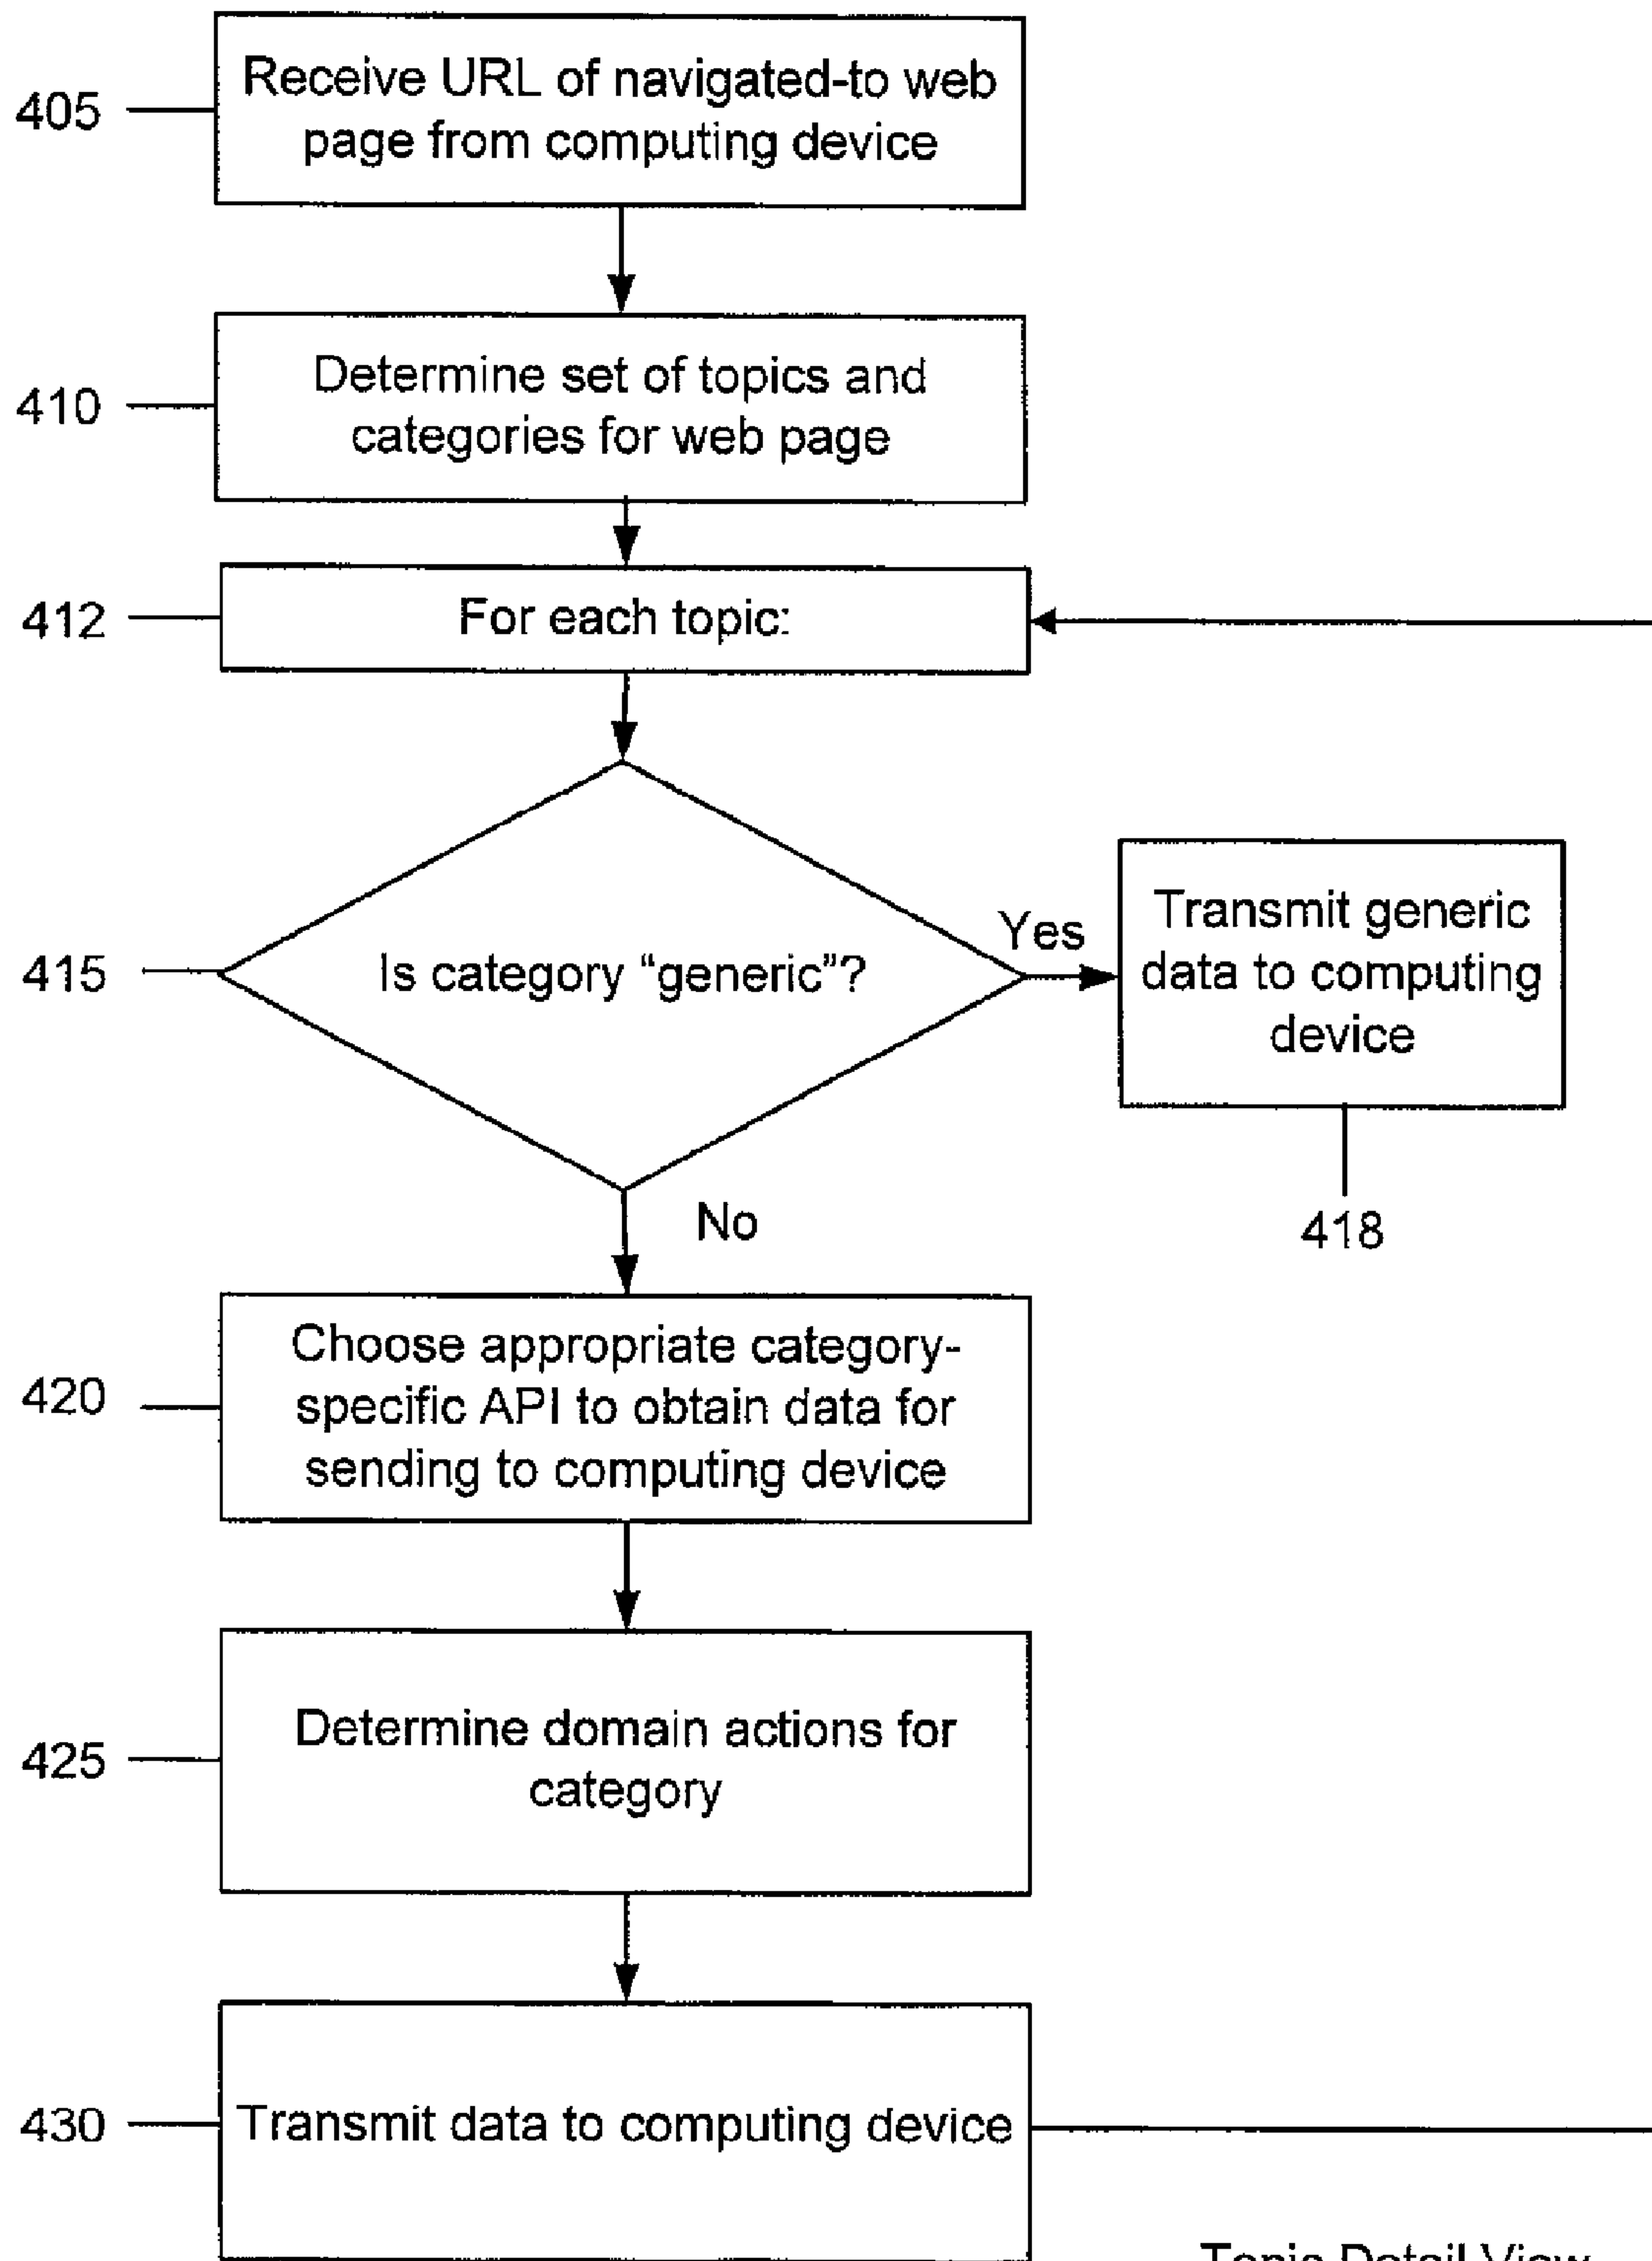 405
Receive URL of navigated-to web
page from computing device
410
Determine set of topics and
categories for web page
412
For each topic:
415
Is category “generic”?
Yes
Transmit generic
data to computing
device
418
No
420
Choose appropriate category-
specific API to obtain data for
sending to computing device
425
Determine domain actions for
category
430
Transmit data to computing device
Topic Detail View